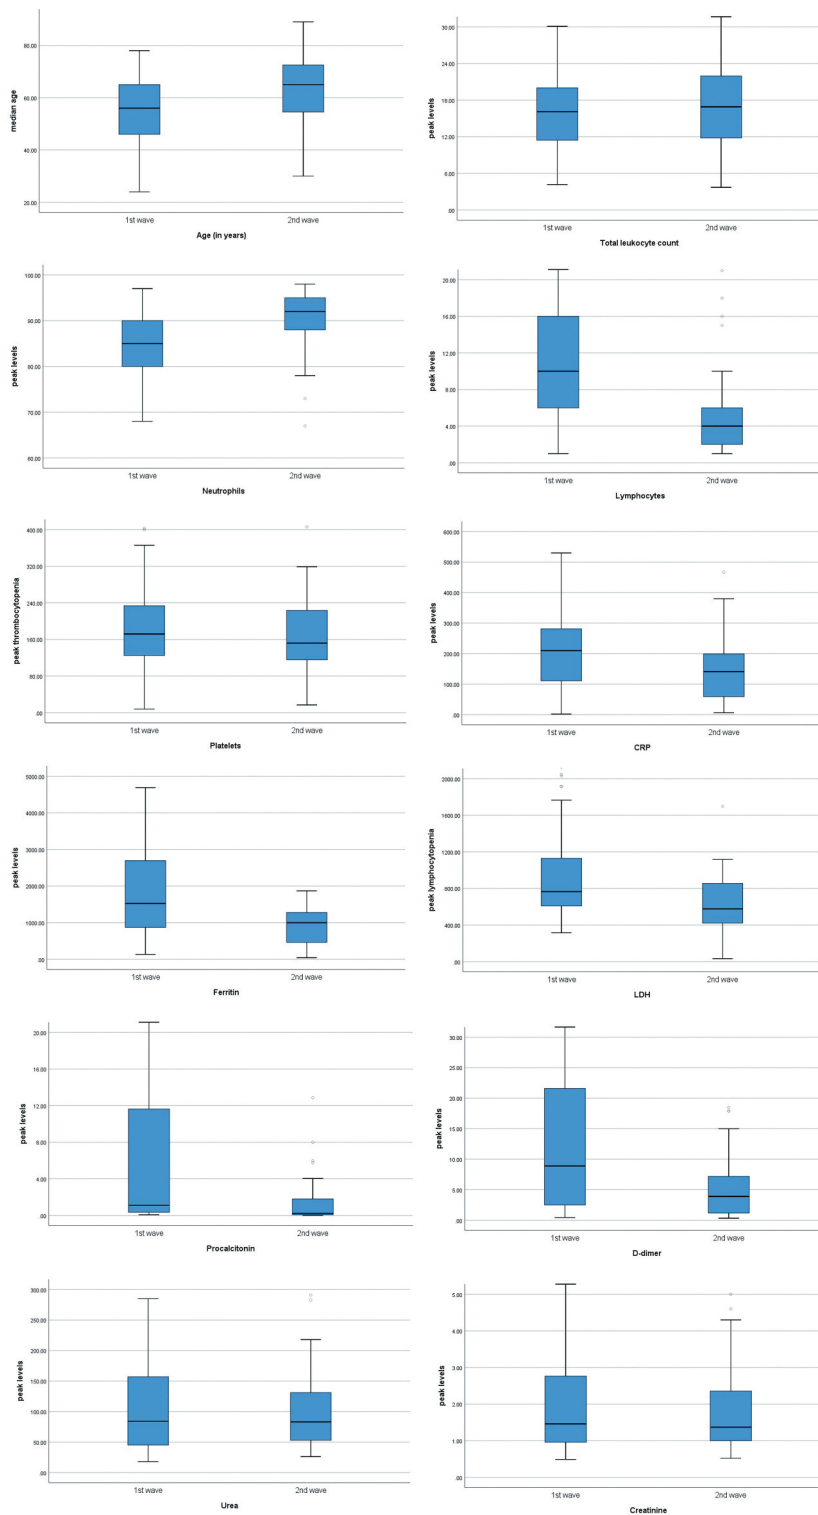 median age
80.00
60.00
40.00
20.00
1st wave 2nd wave
Age (in years)
peak levels
30.00
24.00
18.00
12.00
6.00
.00
1st wave 2nd wave
Total leukocyte count
peak levels
100.00
90.00
80.00
70.00
60.00
1st wave 2nd wave
Neutrophils
peak levels
20.00
16.00
12.00
8.00
4.00
.00
1st wave 2nd wave
Lymphocytes
peak thrombocytopenia
400.00
320.00
240.00
160.00
80.00
.00
1st wave 2nd wave
Platelets
peak levels
600.00
500.00
400.00
300.00
200.00
100.00
.00
1st wave 2nd wave
CRP
peak levels
5000.00
4000.00
3000.00
2000.00
1000.00
.00
1st wave 2nd wave
Ferritin
peak lymphocytopenia
2000.00
1600.00
1200.00
800.00
400.00
.00
1st wave 2nd wave
LDH
peak levels
20.00
16.00
12.00
8.00
4.00
.00
1st wave 2nd wave
Procalcitonin
peak levels
30.00
25.00
20.00
15.00
10.00
5.00
.00
1st wave 2nd wave
D-dimer
peak levels
300.00
250.00
200.00
150.00
100.00
50.00
.00
1st wave 2nd wave
Urea
peak levels
5.00
4.00
3.00
2.00
1.00
.00
1st wave 2nd wave
Creatinine